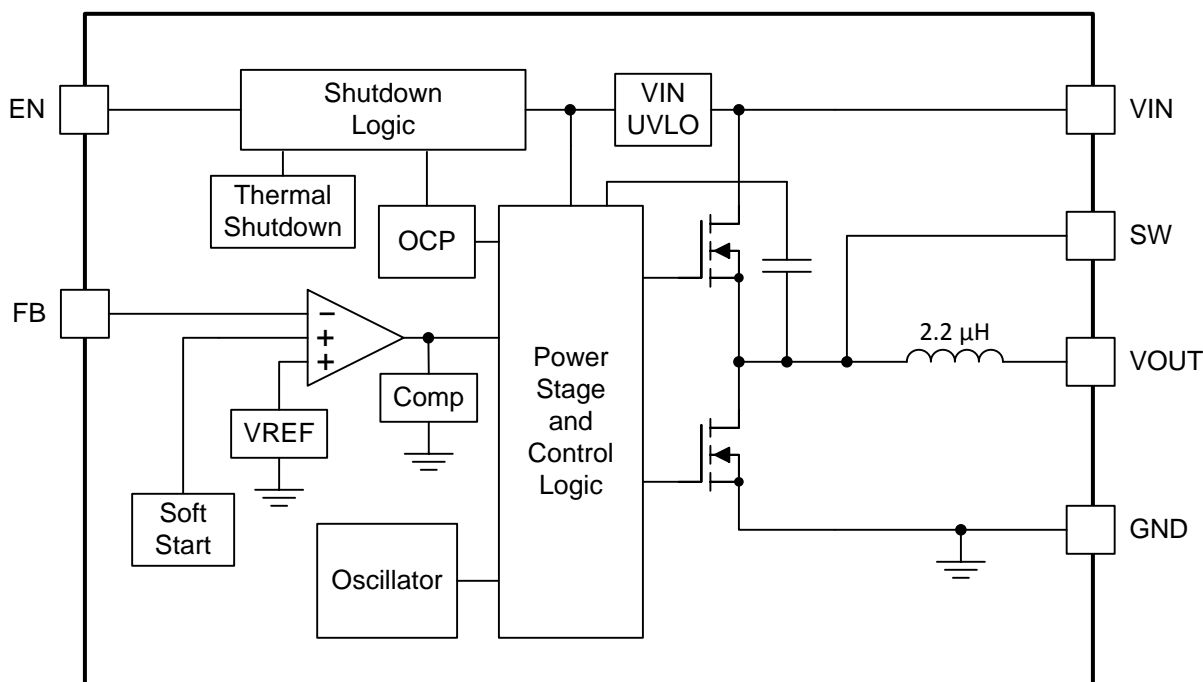 EN
Shutdown
Logic
VIN
UVLO
VIN
Thermal
Shutdown
OCP
SW
FB
−
+
+
2.2 µH
VOUT
Power
Stage
and
Control
Logic
Comp
VREF
Soft
Start
GND
Oscillator